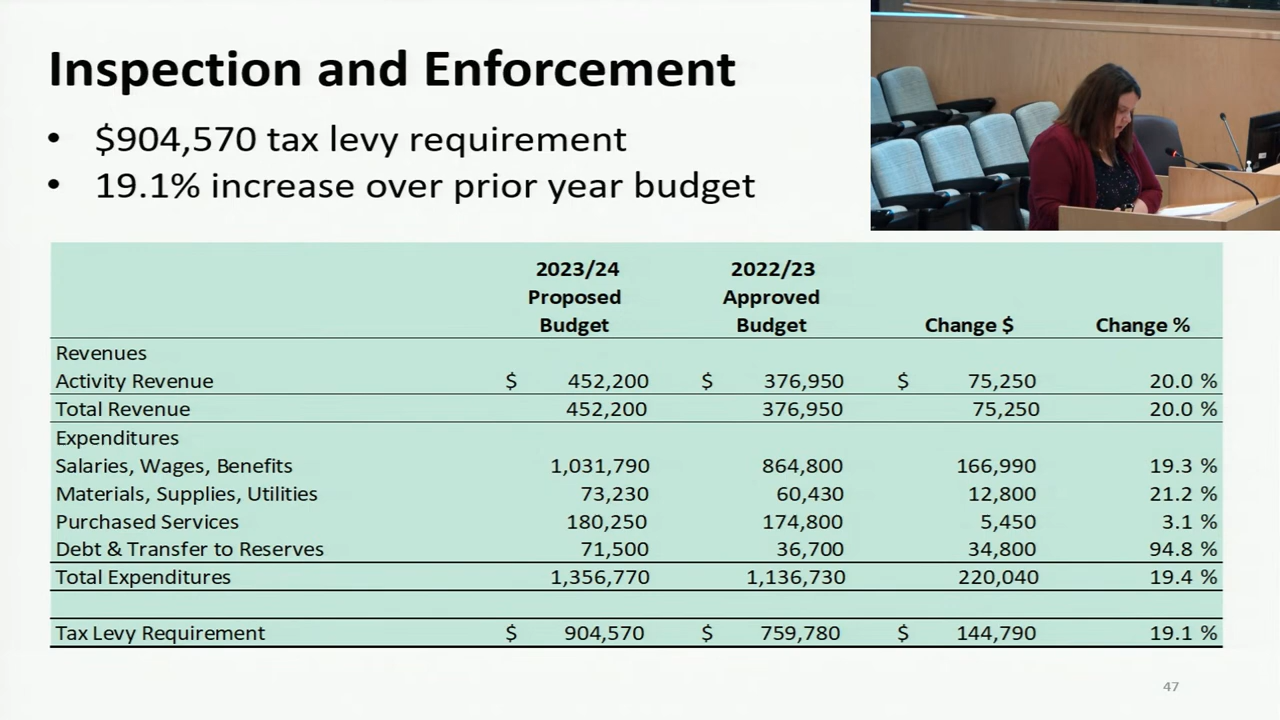 Inspection and Enforcement
• $904,570 tax levy requirement
• 19.1% increase over prior year budget
2023/24 2022/23
Proposed Approved
Budget Budget Change $ Change %
Revenues
Activity Revenue $ 452,200 $ 376,950 $ 75,250 20.0 %
Total Revenue 452,200 376,950 75,250 20.0 %
Expenditures
Salaries, Wages, Benefits 1,031,790 864,800 166,990 19.3 %
Materials, Supplies, Utilities 73,230 60,430 12,800 21.2 %
Purchased Services 180,250 174,800 5,450 3.1 %
Debt & Transfer to Reserves 71,500 36,700 34,800 94.8 %
Total Expenditures 1,356,770 1,136,730 220,040 19.4 %
Tax Levy Requirement $ 904,570 $ 759,780 $ 144,790 19.1 %
47